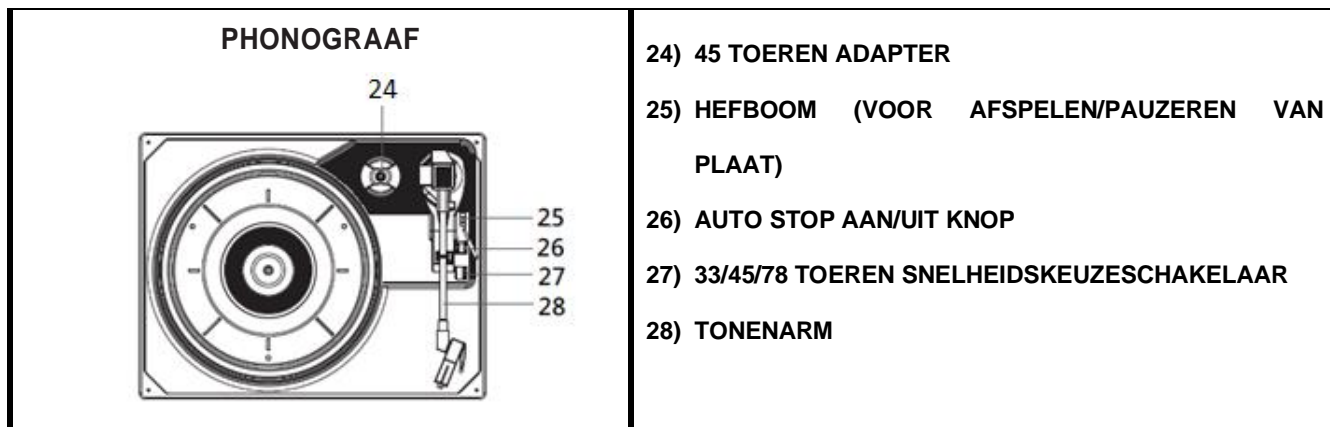 PHONOGRAAF
24
25
26
27
28
24) 45 TOEREN ADAPTER
25) HEFBOOM (VOOR AFSPELEN/PAUZEREN VAN
PLAAT)
26) AUTO STOP AAN/UIT KNOP
27) 33/45/78 TOEREN SNELHEIDSKEUZESCHAKELAAR
28) TONENARM